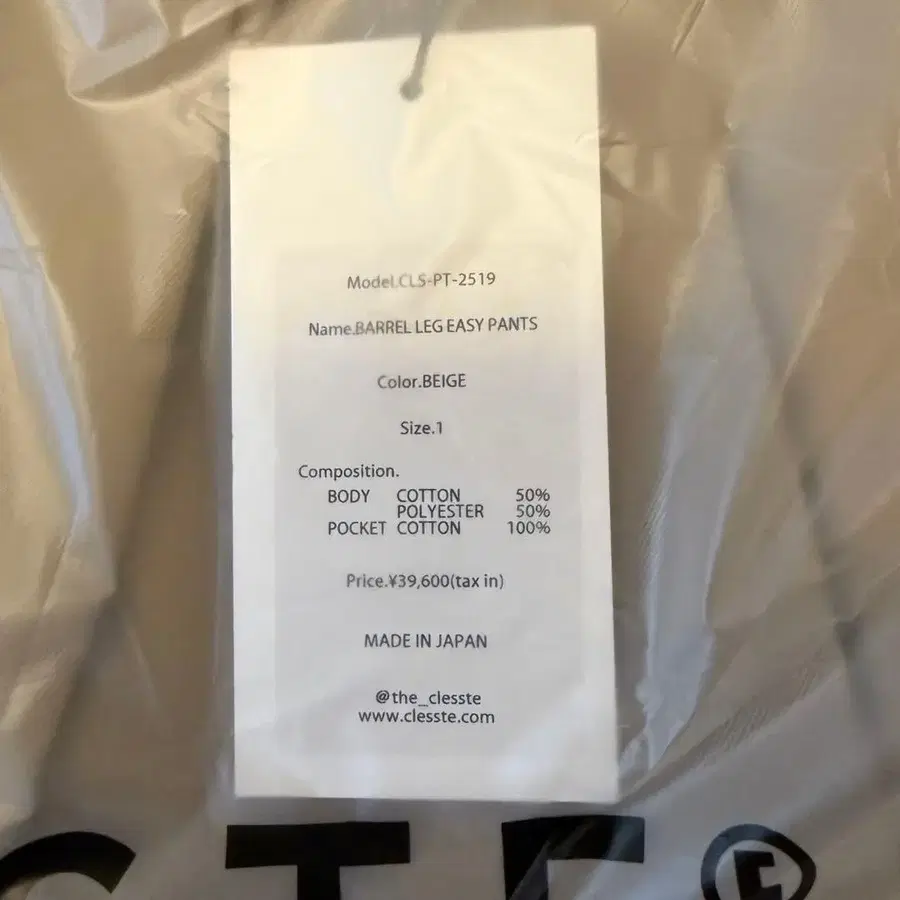 Model.CLS-PT-2519
Name.BARREL LEG EASY PANTS
Color.BEIGE
Size.1
Composition.
BODY COTTON 50%
POLYESTER 50%
POCKET COTTON 100%
Price.¥39,600(tax in)
MADE IN JAPAN
@the_clesste
www.clesste.com
STE